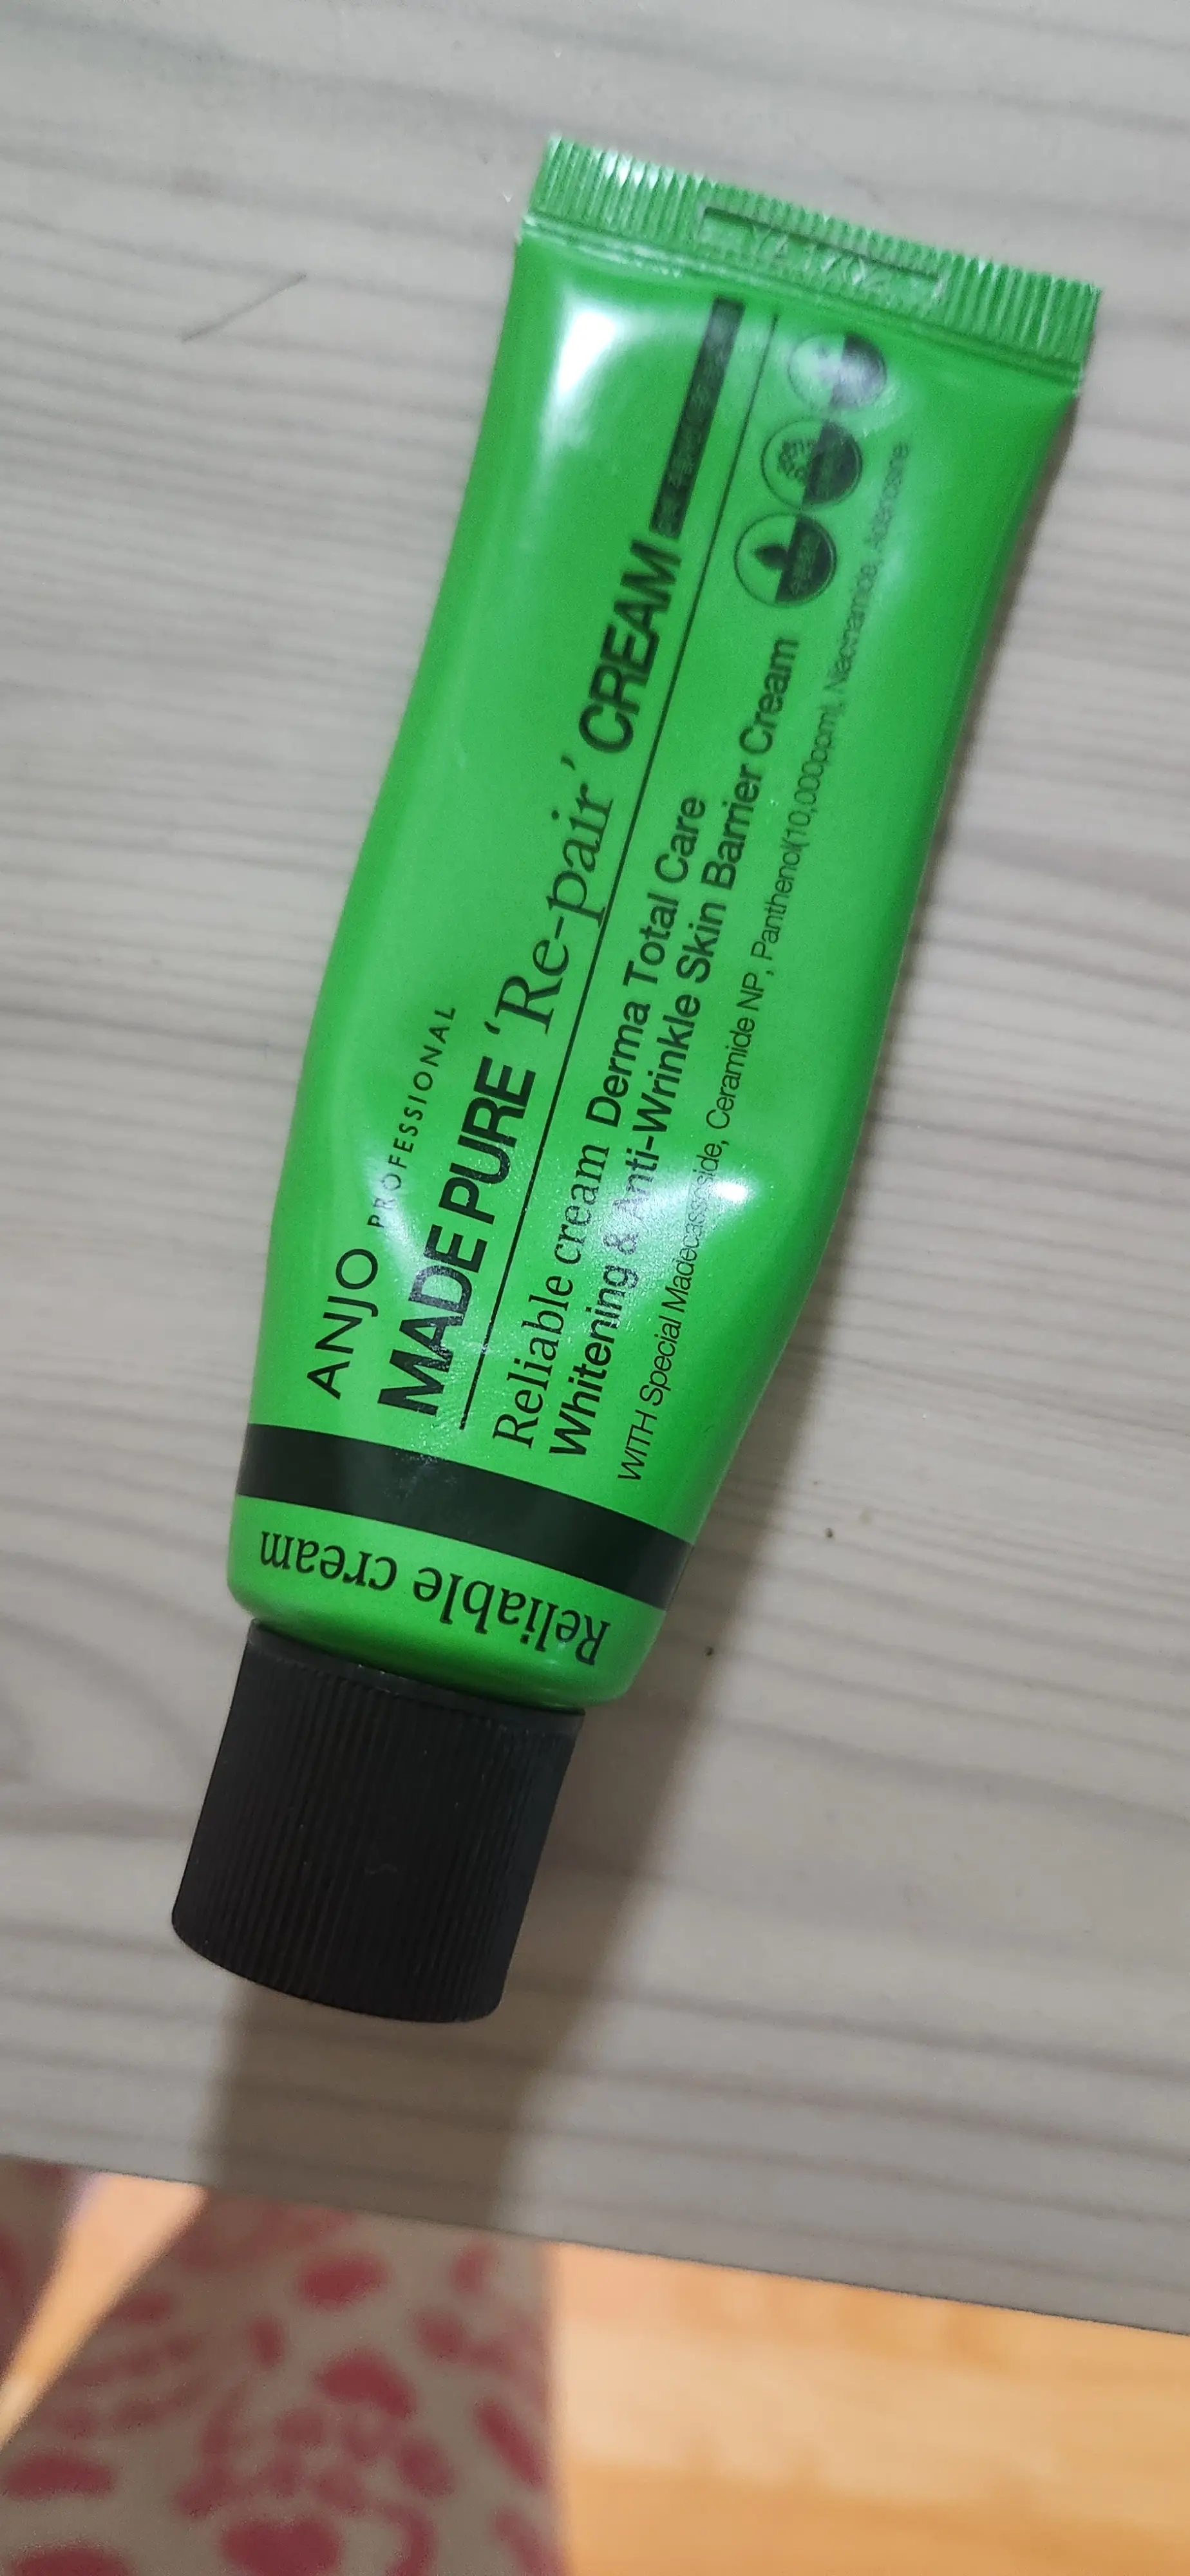 ANJO PROFESSIONAL
MADE PURE ‘Re-pair’ CREAM
Reliable cream Derma Total Care
Whitening & Anti-Wrinkle Skin Barrier Cream
WITH Special Madecassoside, Ceramide NP, Panthenol(10,000ppm), Niacinamide, Adenosine
Reliable cream